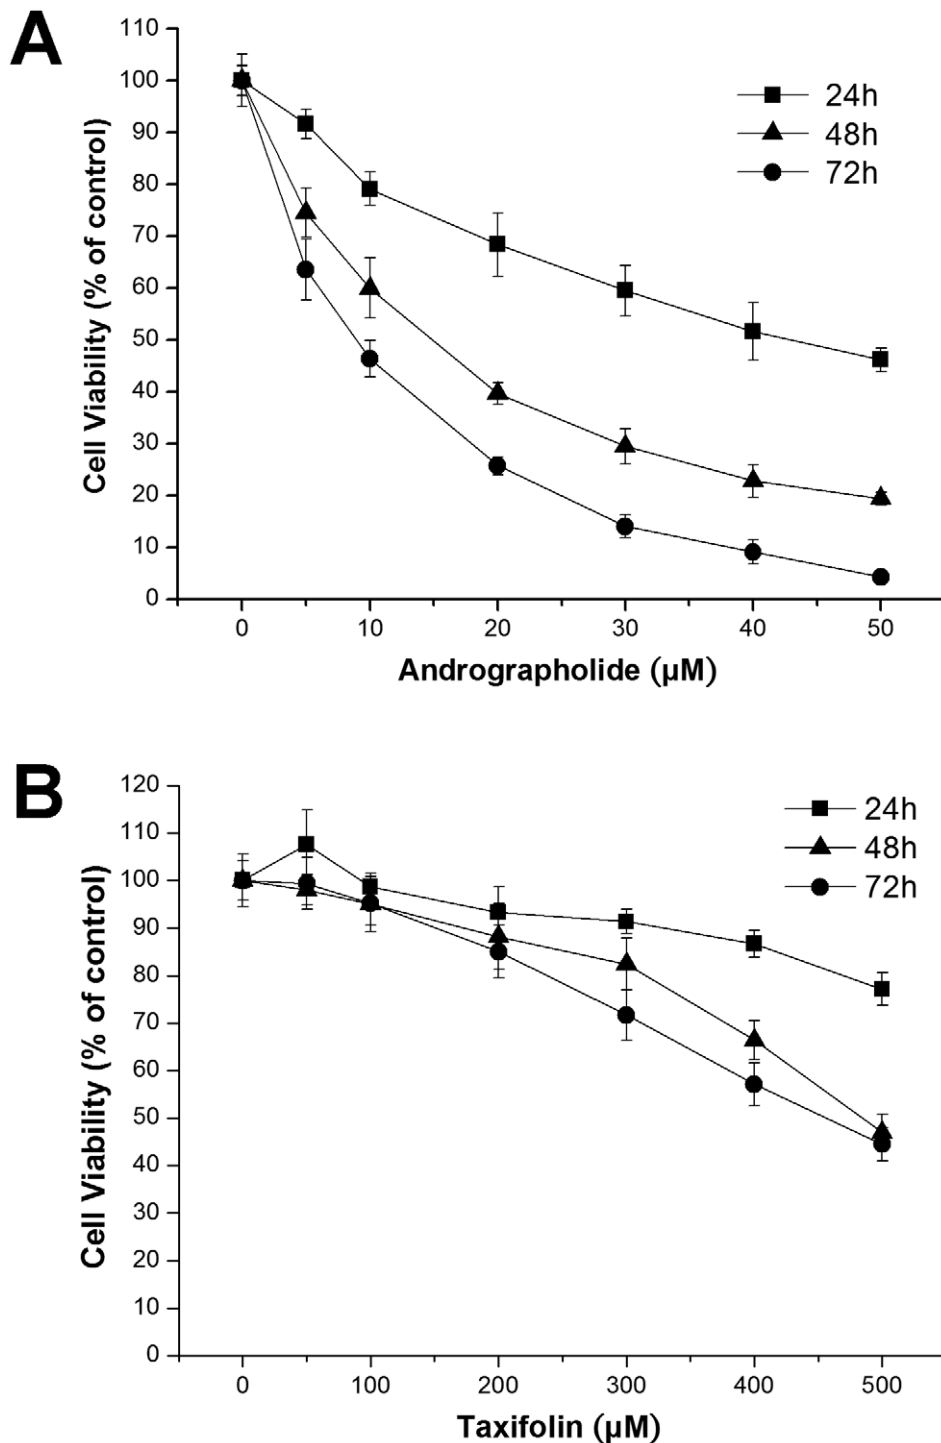 A
110
100
90
80
70
60
50
40
30
20
10
0
Cell Viability (% of control)
24h
48h
72h
0 10 20 30 40 50
Andrographolide (µM)
B
120
110
100
90
80
70
60
50
40
30
20
10
0
Cell Viability (% of control)
24h
48h
72h
0 100 200 300 400 500
Taxifolin (µM)